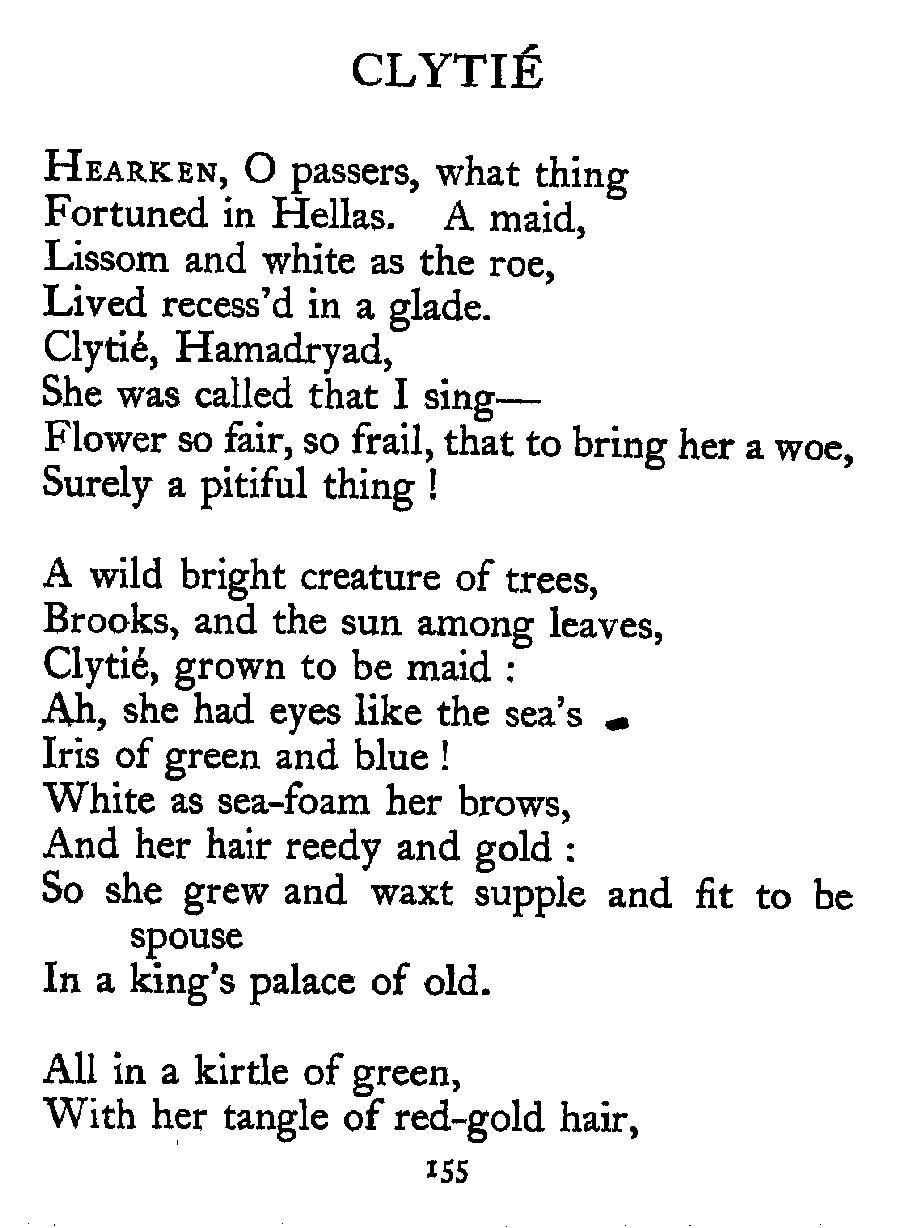 CLYTIÉ
HEARKEN, O passers, what thing
Fortuned in Hellas. A maid,
Lissom and white as the roe,
Lived recess'd in a glade.
Clytié, Hamadryad,
She was called that I sing—
Flower so fair, so frail, that to bring her a woe,
Surely a pitiful thing !
A wild bright creature of trees,
Brooks, and the sun among leaves,
Clytié, grown to be maid :
Ah, she had eyes like the sea's
Iris of green and blue !
White as sea-foam her brows,
And her hair reedy and gold :
So she grew and waxt supple and fit to be
spouse
In a king's palace of old.
All in a kirtle of green,
With her tangle of red-gold hair,
155